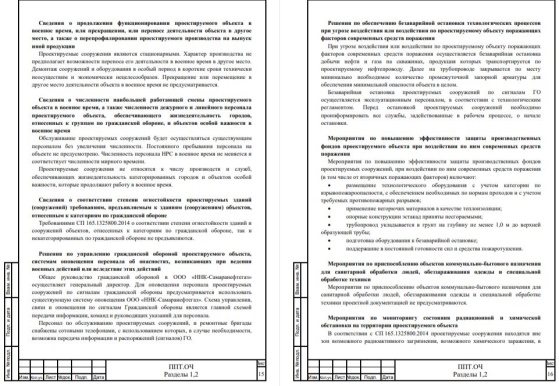 Сведения о продолжении функционирования проектируемого объекта в
военное время, или прекращении, или переносе деятельности объекта в другое
место, а также о перепрофилировании проектируемого производства на выпуск
иной продукции
Проектируемые сооружения являются стационарными. Характер производства не
предполагает возможность переноса его деятельности в военное время в другое место.
Демонтаж сооружений и оборудования в особый период в короткие сроки технически
неосуществим и экономически нецелесообразен. Прекращение или перемещение в
другое место деятельности объекта в военное время не предусматривается.
Сведения о численности наибольшей работающей смены проектируемого
объекта в военное время, а также численности дежурного и линейного персонала
проектируемого объекта, обеспечивающего жизнедеятельность городов,
отнесенных к группам по гражданской обороне, и объектов особой важности в
военное время
Обслуживание проектируемых сооружений будет осуществляться существующим
персоналом без увеличения численности. Постоянного пребывания персонала на
объекте не предусмотрено. Численность персонала НРС в военное время не меняется и
соответствует численности мирного времени.
Проектируемые сооружения не относятся к числу производств и служб,
обеспечивающих жизнедеятельность категорированных городов и объектов особой
важности, которые продолжают работу в военное время.
Сведения о соответствии степени огнестойкости проектируемых зданий
(сооружений) требованиям, предъявляемым к зданиям (сооружениям) объектов,
отнесенным к категориям по гражданской обороне
Требования СП 165.1325800.2014 о соответствии степени огнестойкости зданий и
сооружений объектов, отнесенных к категориям по гражданской обороне, так и
некатегорированных по гражданской обороне не предъявляется.
Решения по управлению гражданской обороной проектируемого объекта,
системам оповещения персонала об опасностях, возникающих при ведении
военных действий или вследствие этих действий
Общее руководство гражданской обороной в ООО «ННК-Самаранефтегаз»
осуществляет генеральный директор. Для оповещения персонала проектируемых
сооружений по сигналам гражданской обороны предусматривается использовать
существующую систему оповещения ООО «ННК-Самаранефтегаз». Схема управления,
связи и оповещения по сигналам Гражданской обороны является главной схемой
передачи информации, команд и руководящих указаний для персонала.
Персонал по обслуживанию проектируемых сооружений, и ремонтные бригады
снабжены сотовыми телефонами, с использованием которых, в случае необходимости,
возможна передача информации и распоряжений (сигналов) ГО.
Взам. инв. №
Подп. и дата
Инв. № подл.
Изм Кол.уч Лист №док Подп. Дата
ППТ.ОЧ
Разделы 1,2
Лист
15
Решения по обеспечению безаварийной остановки технологических процессов
при угрозе воздействия или воздействии по проектируемому объекту поражающих
факторов современных средств поражения
При угрозе воздействия или воздействии по проектируемому объекту поражающих
факторов современных средств поражения осуществляется безаварийная остановка
добычи нефти и газа на скважинах, продукция которых транспортируется по
проектируемому нефтепроводу. Далее на трубопроводе закрывается по месту
минимально необходимое количество промежуточной запорной арматуры для
обеспечения минимальной опасности объекта в целом.
Безаварийная остановка проектируемых сооружений по сигналам ГО
осуществляется эксплуатационным персоналом, в соответствии с технологическим
регламентом. Перед остановкой проектируемых сооружений необходимо
проинформировать все службы, задействованные в рабочем процессе, о начале
остановки.
Мероприятия по повышению эффективности защиты производственных
фондов проектируемого объекта при воздействии по ним современных средств
поражения
Мероприятия по повышению эффективности защиты производственных фондов
проектируемых сооружений, при воздействии по ним современных средств поражения
(в том числе от вторичных поражающих факторов) включают:
• размещение технологического оборудования с учетом категории по
взрывопожароопасности, с обеспечением необходимых по нормам проходов и с учетом
требуемых противопожарных разрывов;
• применение негорючих материалов в качестве теплоизоляции;
• опорные конструкции эстакад приняты несгораемыми;
• трубопровод укладывается в грунт на глубину не менее 1,0 м до верхней
образующей трубы;
• подготовка оборудования к безаварийной остановке;
• поддержание в постоянной готовности сил и средства пожаротушения.
Мероприятия по приспособлению объектов коммунально-бытового назначения
для санитарной обработки людей, обеззараживания одежды и специальной
обработки техники
Мероприятия по приспособлению объектов коммунально-бытового назначения для
санитарной обработки людей, обеззараживания одежды и специальной обработки
техники проектной документацией не предусматриваются.
Мероприятия по мониторингу состояния радиационной и химической
обстановки на территории проектируемого объекта
В соответствии с СП 165.1325800.2014 проектируемые сооружения находится вне
зон возможного радиоактивного загрязнения, возможного химического заражения, в
Взам. инв. №
Подп. и дата
Инв. № подл.
Изм Кол.уч Лист №док Подп. Дата
ППТ.ОЧ
Разделы 1,2
Лист
16